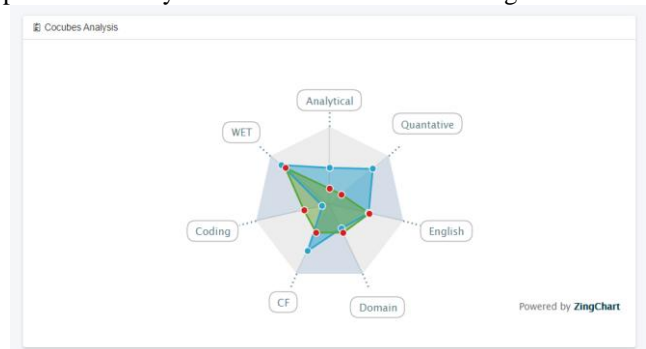 Cocubes Analysis
Analytical
Quantative
WET
English
Coding
CF
Domain
Powered by ZingChart